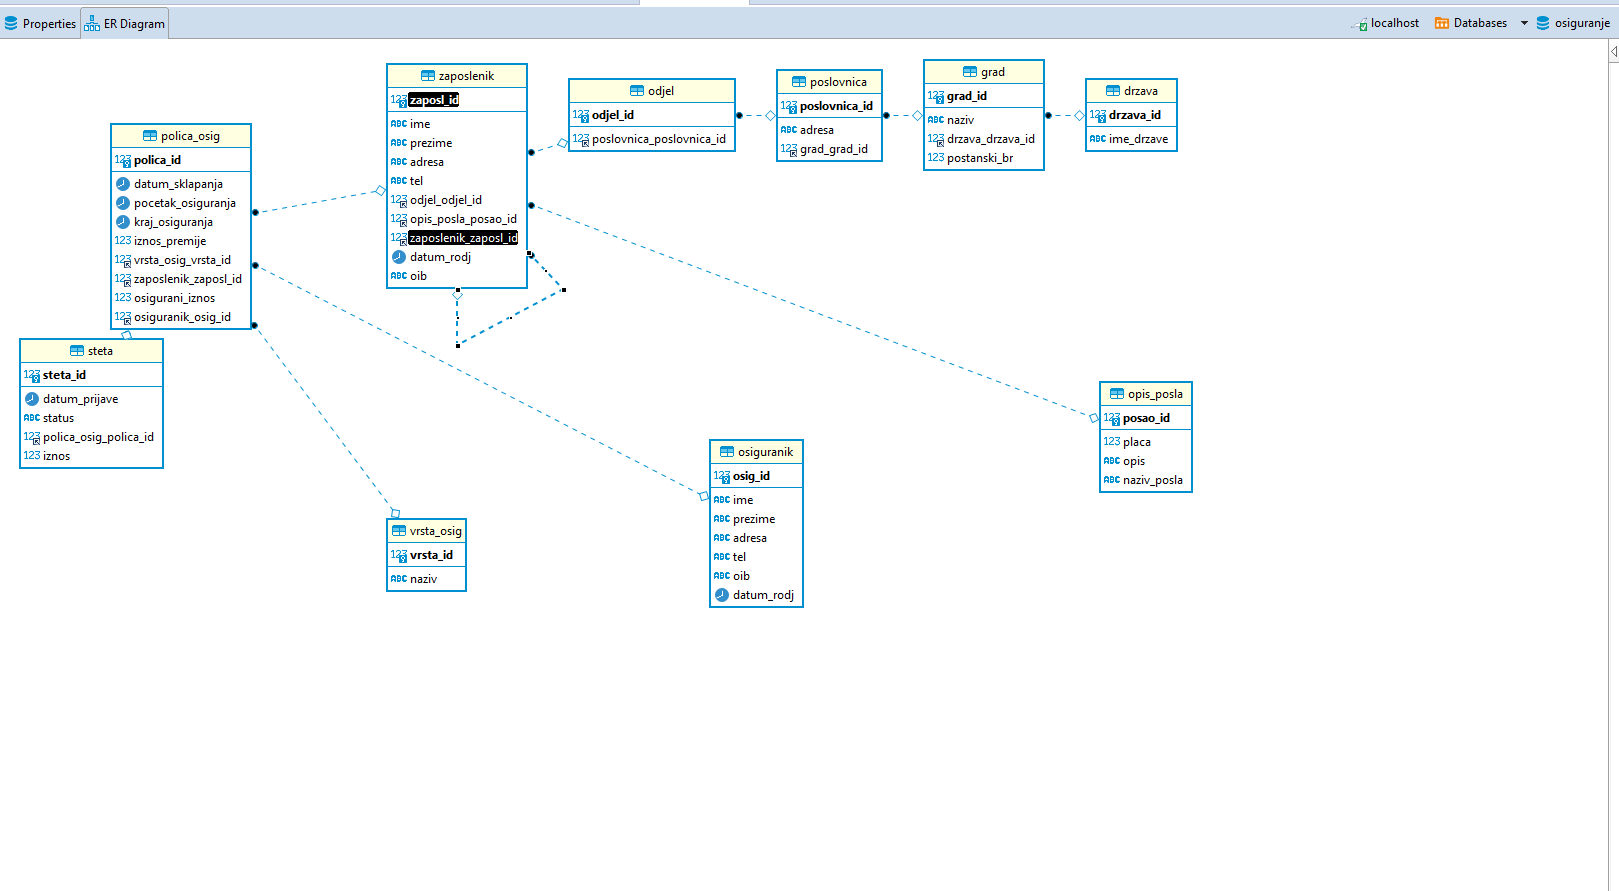 Properties
ER Diagram
localhost
Databases
osiguranje
zaposlenik
123 zaposl_id
ABC ime
ABC prezime
ABC adresa
ABC tel
123 odjel_odjel_id
123 opis_posla_posao_id
123 zaposlenik_zaposl_id
datum_rodj
ABC oib
odjel
123 odjel_id
123 poslovnica_poslovnica_id
poslovnica
123 poslovnica_id
ABC adresa
123 grad_grad_id
grad
123 grad_id
ABC naziv
123 drzava_drzava_id
123 postanski_br
drzava
123 drzava_id
ABC ime_drzave
polica_osig
123 polica_id
datum_sklapanja
pocetak_osiguranja
kraj_osiguranja
123 iznos_premije
123 vrsta_osig_vrsta_id
123 zaposlenik_zaposl_id
123 osigurani_iznos
123 osiguranik_osig_id
steta
123 steta_id
datum_prijave
ABC status
123 polica_osig_polica_id
123 iznos
opis_posla
123 posao_id
123 placa
ABC opis
ABC naziv_posla
osiguranik
123 osig_id
ABC ime
ABC prezime
ABC adresa
ABC tel
ABC oib
datum_rodj
vrsta_osig
123 vrsta_id
ABC naziv